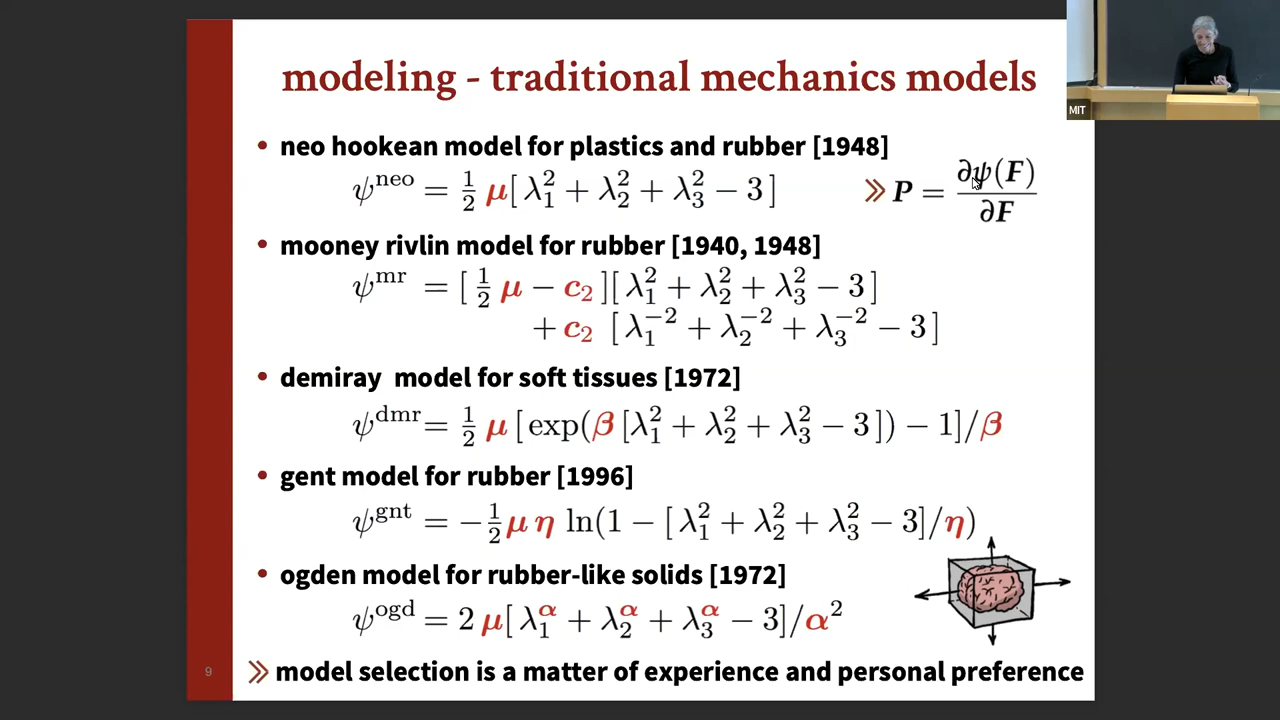 modeling - traditional mechanics models
MIT
• neo hookean model for plastics and rubber [1948]
ψ^neo = ½ μ[ λ₁² + λ₂² + λ₃² − 3 ]
» P = ∂ψ(F) / ∂F
• mooney rivlin model for rubber [1940, 1948]
ψ^mr = [ ½ μ − c₂ ][ λ₁² + λ₂² + λ₃² − 3 ]
+ c₂ [ λ₁⁻² + λ₂⁻² + λ₃⁻² − 3 ]
• demiray model for soft tissues [1972]
ψ^dmr = ½ μ [ exp(β [λ₁² + λ₂² + λ₃² − 3 ]) − 1]/β
• gent model for rubber [1996]
ψ^gnt = −½ μ η ln(1 − [ λ₁² + λ₂² + λ₃² − 3]/η)
• ogden model for rubber-like solids [1972]
ψ^ogd = 2 μ[ λ₁^α + λ₂^α + λ₃^α − 3]/α²
9
» model selection is a matter of experience and personal preference